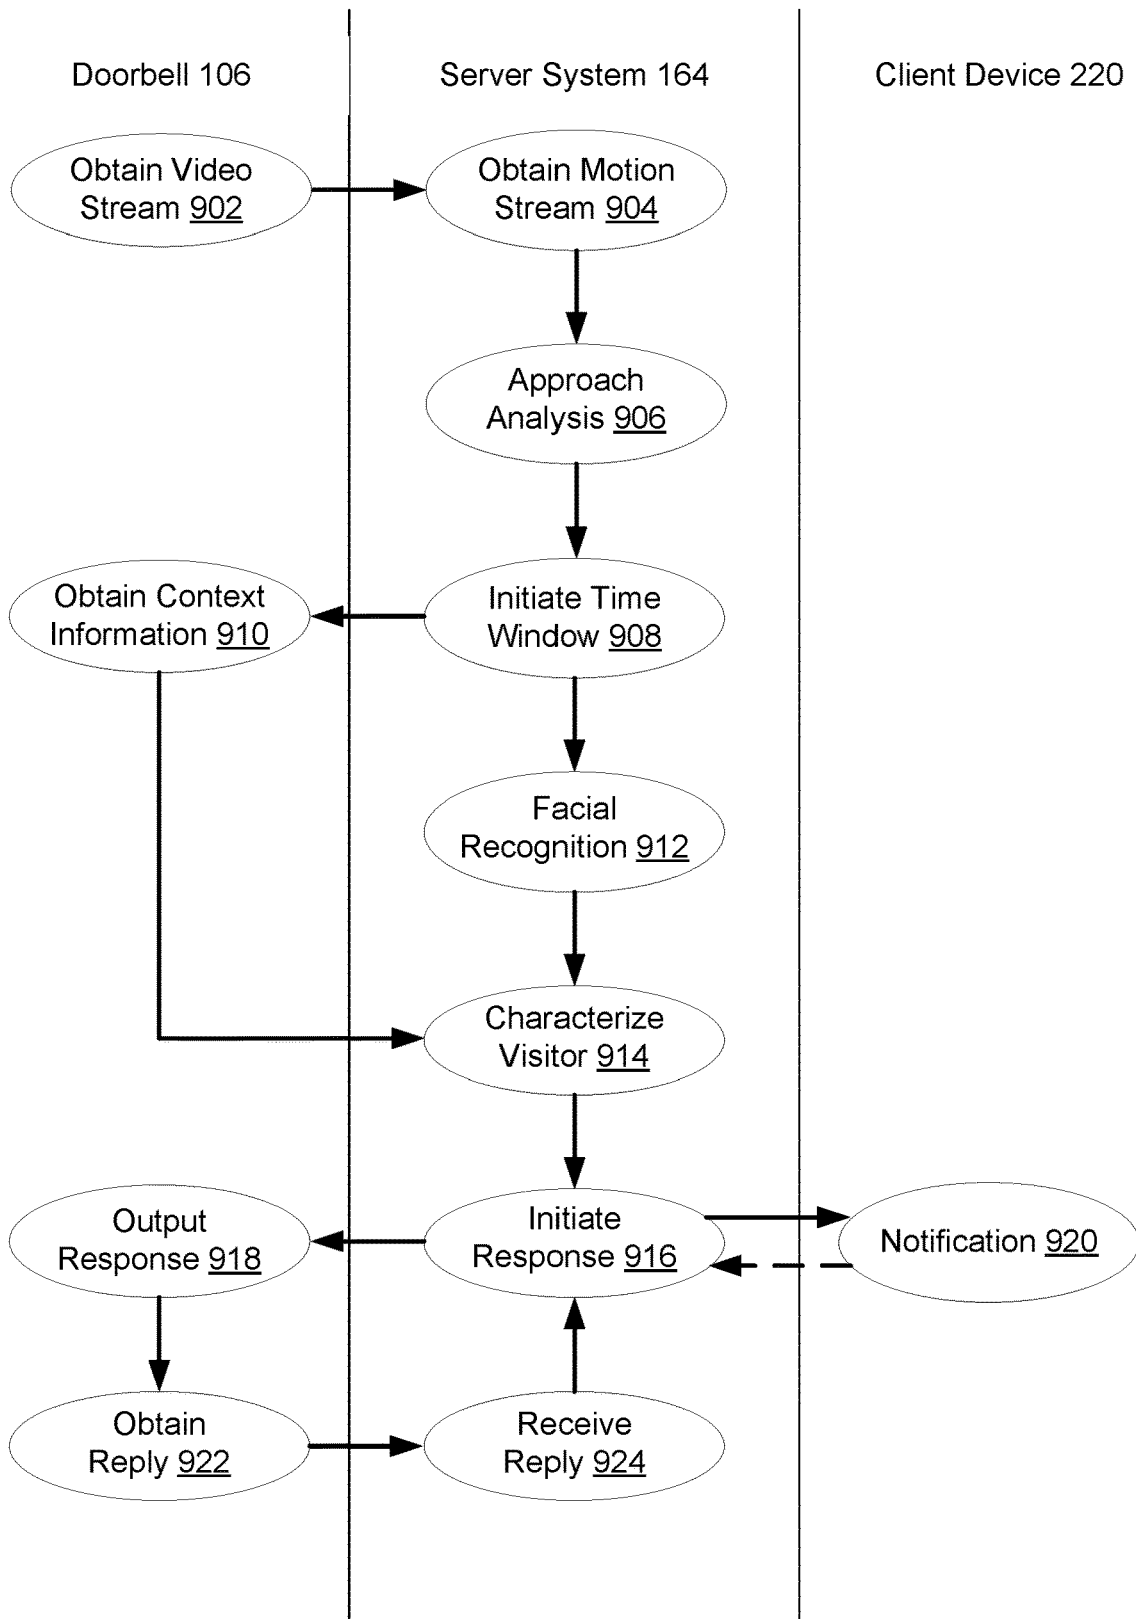 Doorbell 106
Server System 164
Client Device 220
Obtain Video
Stream 902
Obtain Motion
Stream 904
Approach
Analysis 906
Obtain Context
Information 910
Initiate Time
Window 908
Facial
Recognition 912
Characterize
Visitor 914
Output
Response 918
Initiate
Response 916
Notification 920
Obtain
Reply 922
Receive
Reply 924